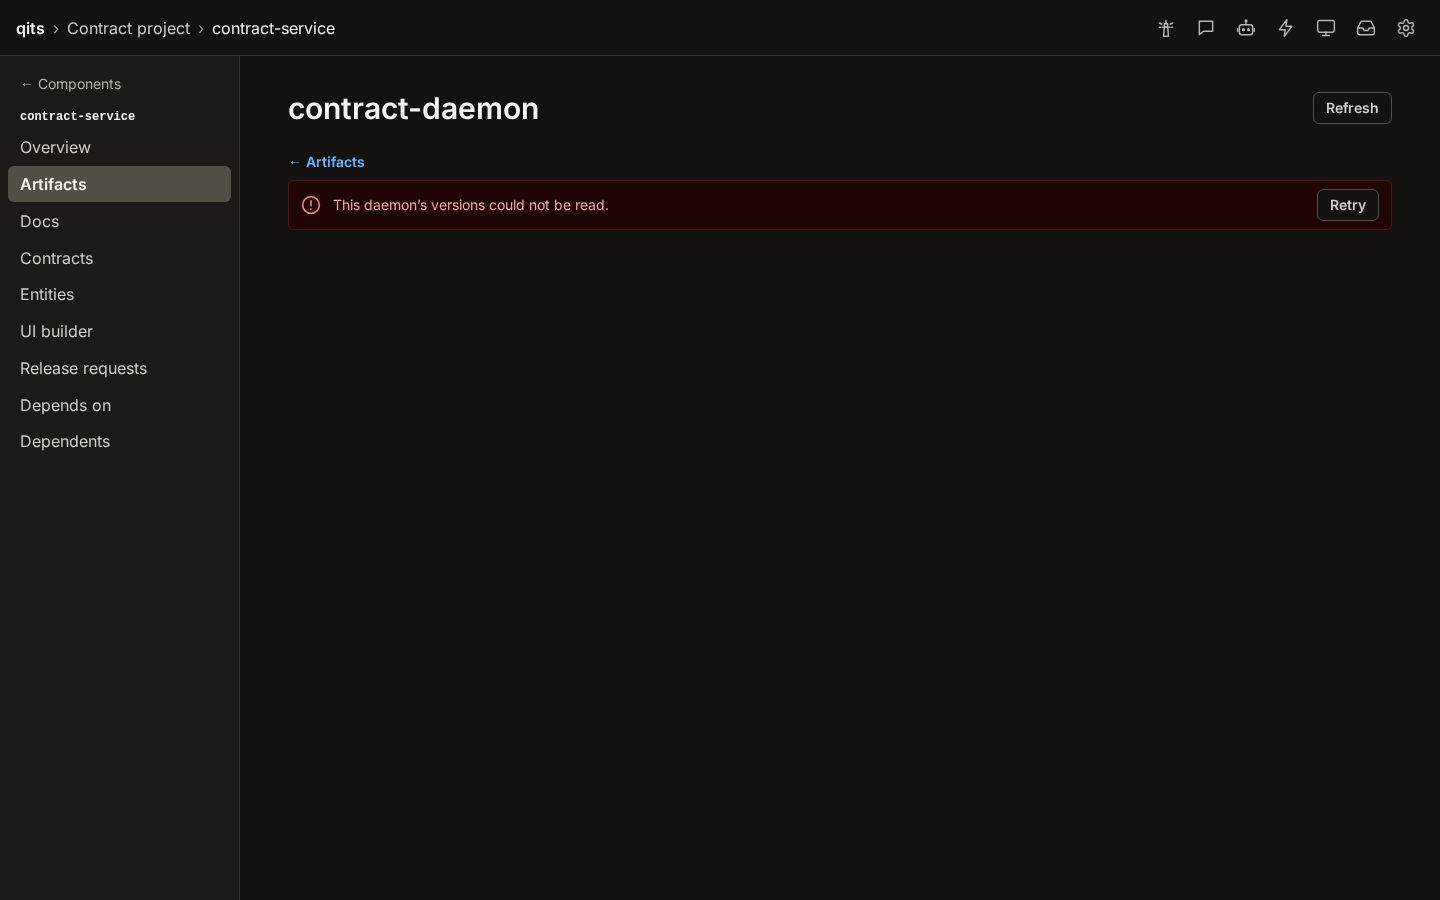 qits › Contract project › contract-service
← Components
contract-service
Overview
Artifacts
Docs
Contracts
Entities
UI builder
Release requests
Depends on
Dependents
contract-daemon
Refresh
← Artifacts
This daemon’s versions could not be read.
Retry